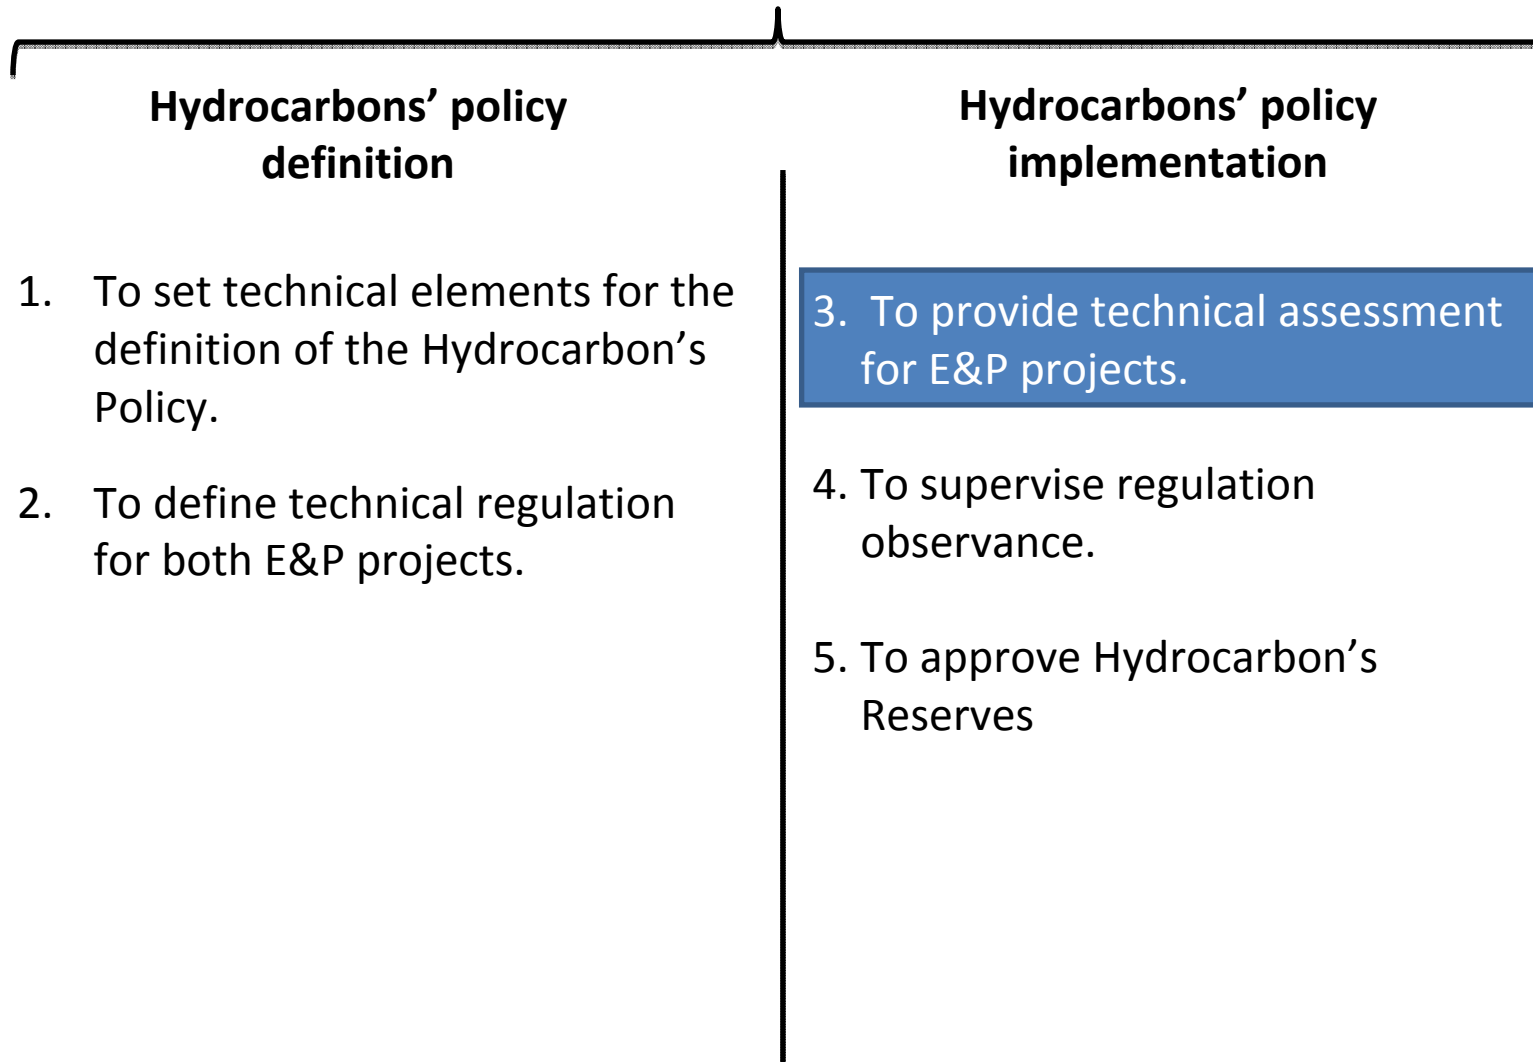 Hydrocarbons’ policy
definition
1. To set technical elements for the
definition of the Hydrocarbon’s
Policy.
2. To define technical regulation
for both E&P projects.
Hydrocarbons’ policy
implementation
3. To provide technical assessment
for E&P projects.
4. To supervise regulation
observance.
5. To approve Hydrocarbon’s
Reserves